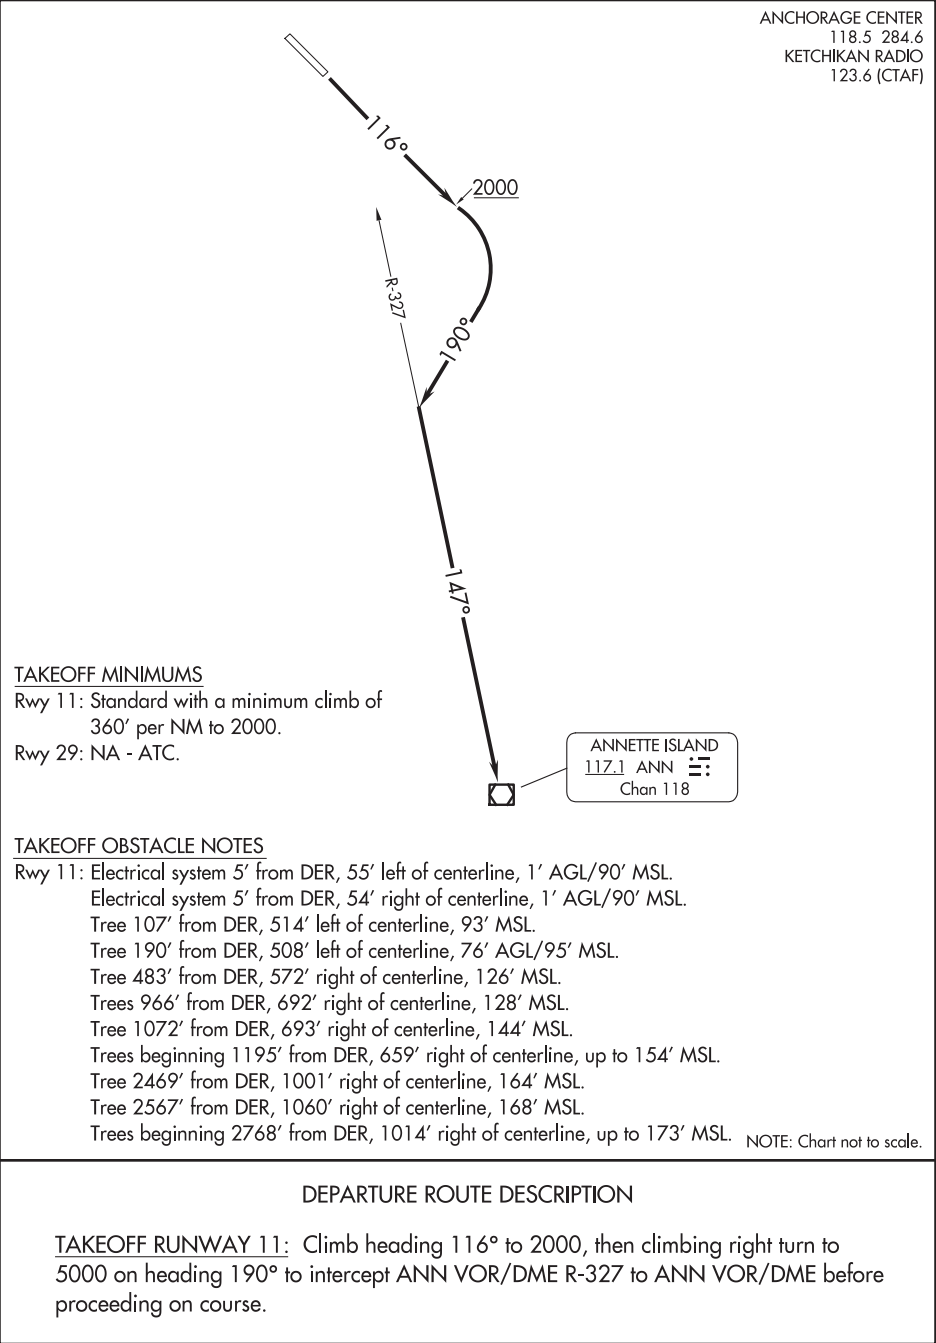 ANCHORAGE CENTER
118.5 284.6
KETCHIKAN RADIO
123.6 (CTAF)
116°
2000
R-327
190°
147°
TAKEOFF MINIMUMS
Rwy 11: Standard with a minimum climb of
360' per NM to 2000.
Rwy 29: NA - ATC.
ANNETTE ISLAND
117.1 ANN
Chan 118
TAKEOFF OBSTACLE NOTES
Rwy 11: Electrical system 5' from DER, 55' left of centerline, 1' AGL/90' MSL.
Electrical system 5' from DER, 54' right of centerline, 1' AGL/90' MSL.
Tree 107' from DER, 514' left of centerline, 93' MSL.
Tree 190' from DER, 508' left of centerline, 76' AGL/95' MSL.
Tree 483' from DER, 572' right of centerline, 126' MSL.
Trees 966' from DER, 692' right of centerline, 128' MSL.
Tree 1072' from DER, 693' right of centerline, 144' MSL.
Trees beginning 1195' from DER, 659' right of centerline, up to 154' MSL.
Tree 2469' from DER, 1001' right of centerline, 164' MSL.
Tree 2567' from DER, 1060' right of centerline, 168' MSL.
Trees beginning 2768' from DER, 1014' right of centerline, up to 173' MSL.
NOTE: Chart not to scale.
DEPARTURE ROUTE DESCRIPTION
TAKEOFF RUNWAY 11: Climb heading 116° to 2000, then climbing right turn to
5000 on heading 190° to intercept ANN VOR/DME R-327 to ANN VOR/DME before
proceeding on course.